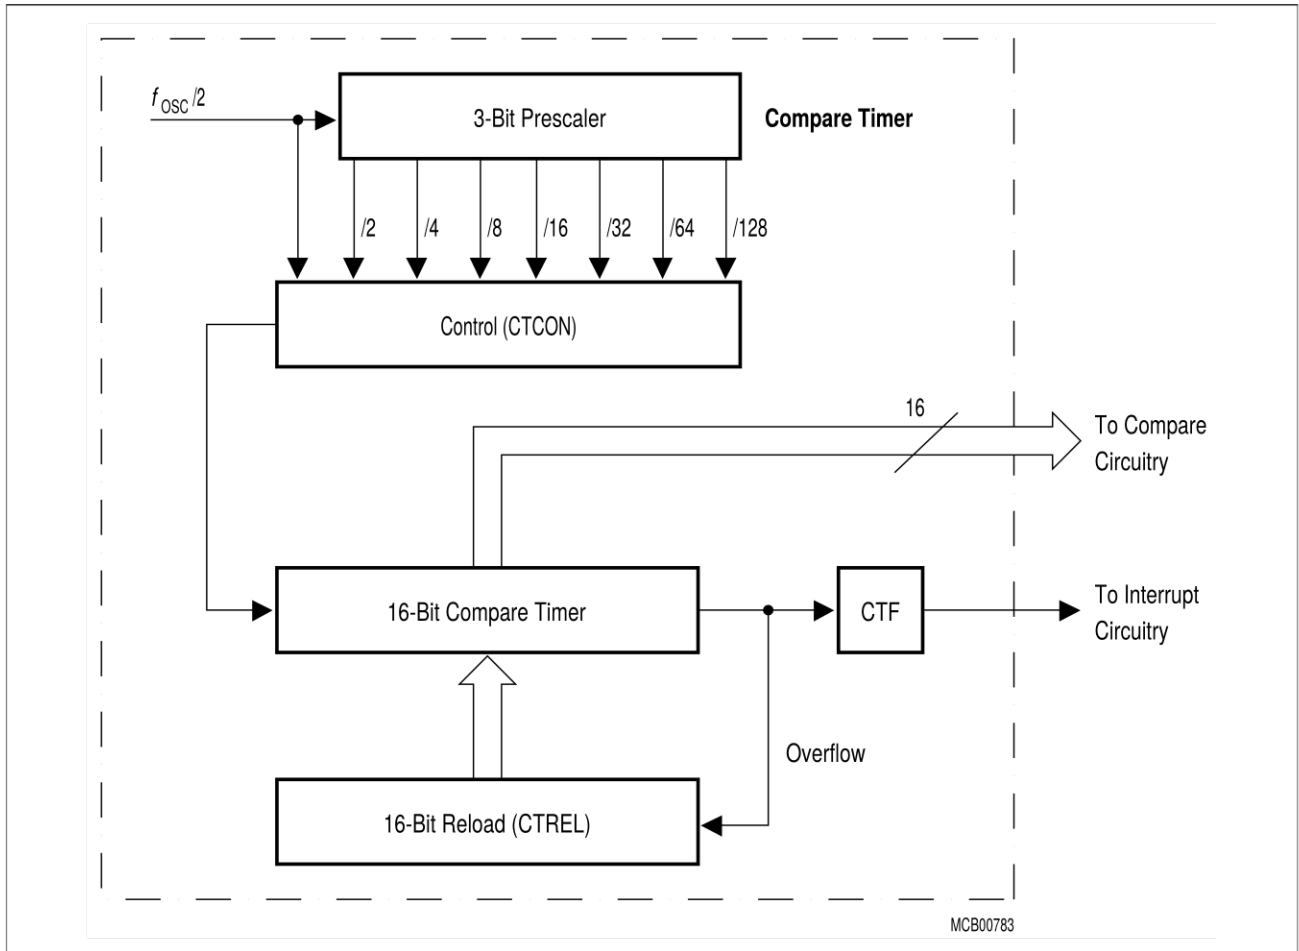 f OSC /2
3-Bit Prescaler
Compare Timer
/2 /4 /8 /16 /32 /64 /128
Control (CTCON)
16
To Compare
Circuitry
16-Bit Compare Timer
CTF
To Interrupt
Circuitry
Overflow
16-Bit Reload (CTREL)
MCB00783